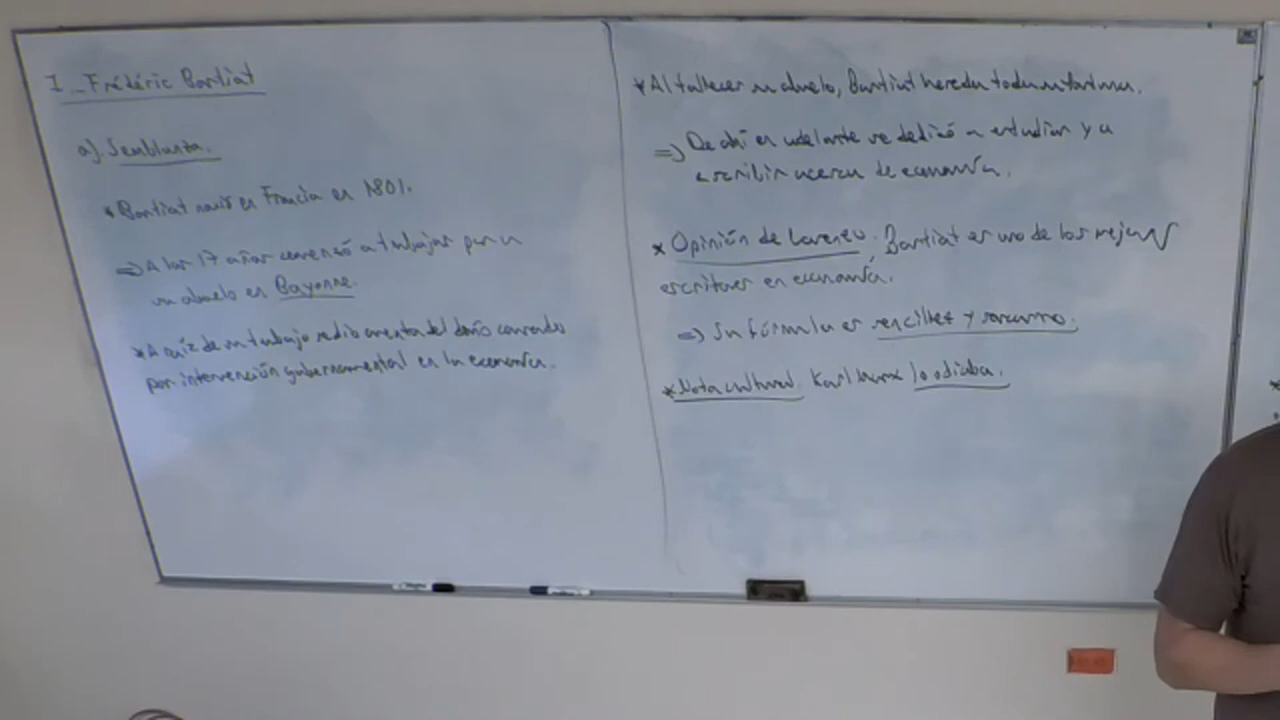 I._ Frédéric Bastiat
a). Semblanza.
* Bastiat nació en Francia en 1801.
=> A los 17 años comenzó a trabajar para
su abuelo en Bayonne.
* A raíz de su trabajo se dio cuenta del daño causado
por intervención gubernamental en la economía.
* Al fallecer su abuelo, Bastiat hereda toda su fortuna.
=> De ahí en adelante se dedicó a estudiar y a
escribir acerca de economía.
* Opinión de Lorenzo. Bastiat es uno de los mejores
escritores en economía.
=> Su fórmula es sencillez y sarcasmo.
* Nota cultural. Karl Marx lo odiaba.